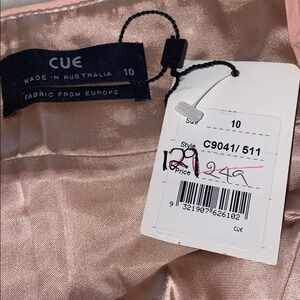 CUE
MADE IN AUSTRALIA 10
FABRIC FROM EUROPE
Size 10
Style C9041/ 511
129 249
Price
9 321907 626102
CUE